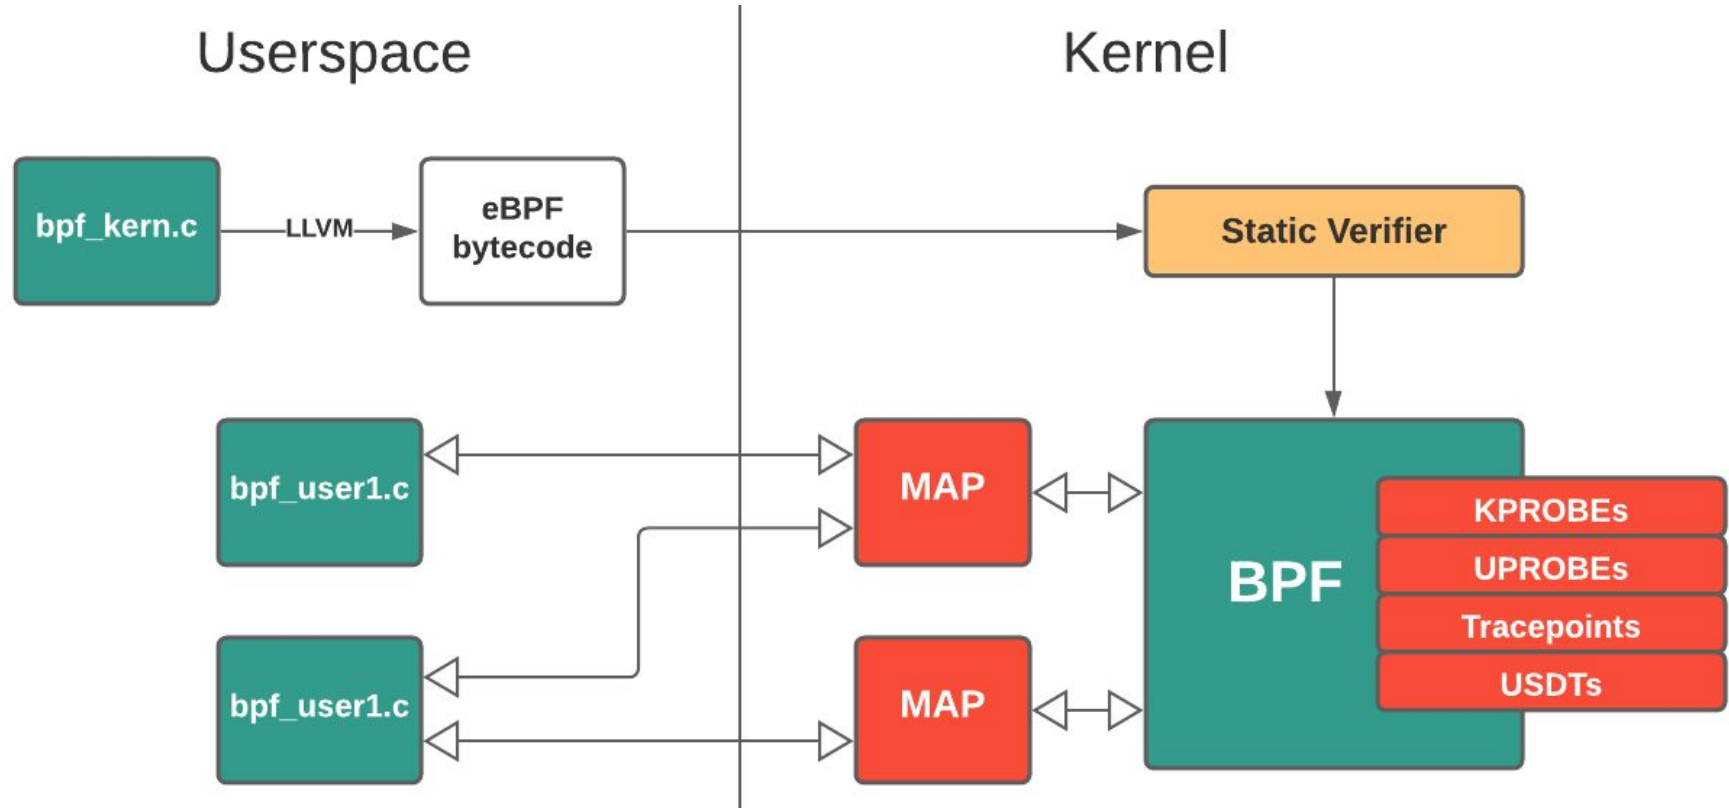 Userspace
Kernel
bpf_kern.c
LLVM
eBPF
bytecode
Static Verifier
bpf_user1.c
MAP
BPF
KPROBEs
UPROBEs
Tracepoints
USDTs
bpf_user1.c
MAP